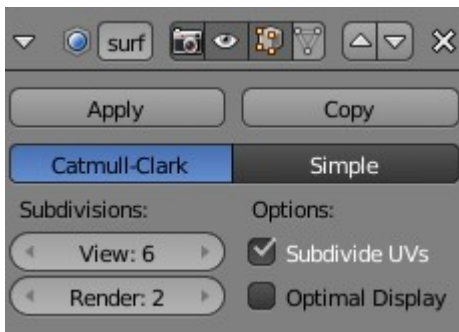 surf
Apply Copy
Catmull-Clark Simple
Subdivisions: Options:
View: 6 Subdivide UVs
Render: 2 Optimal Display